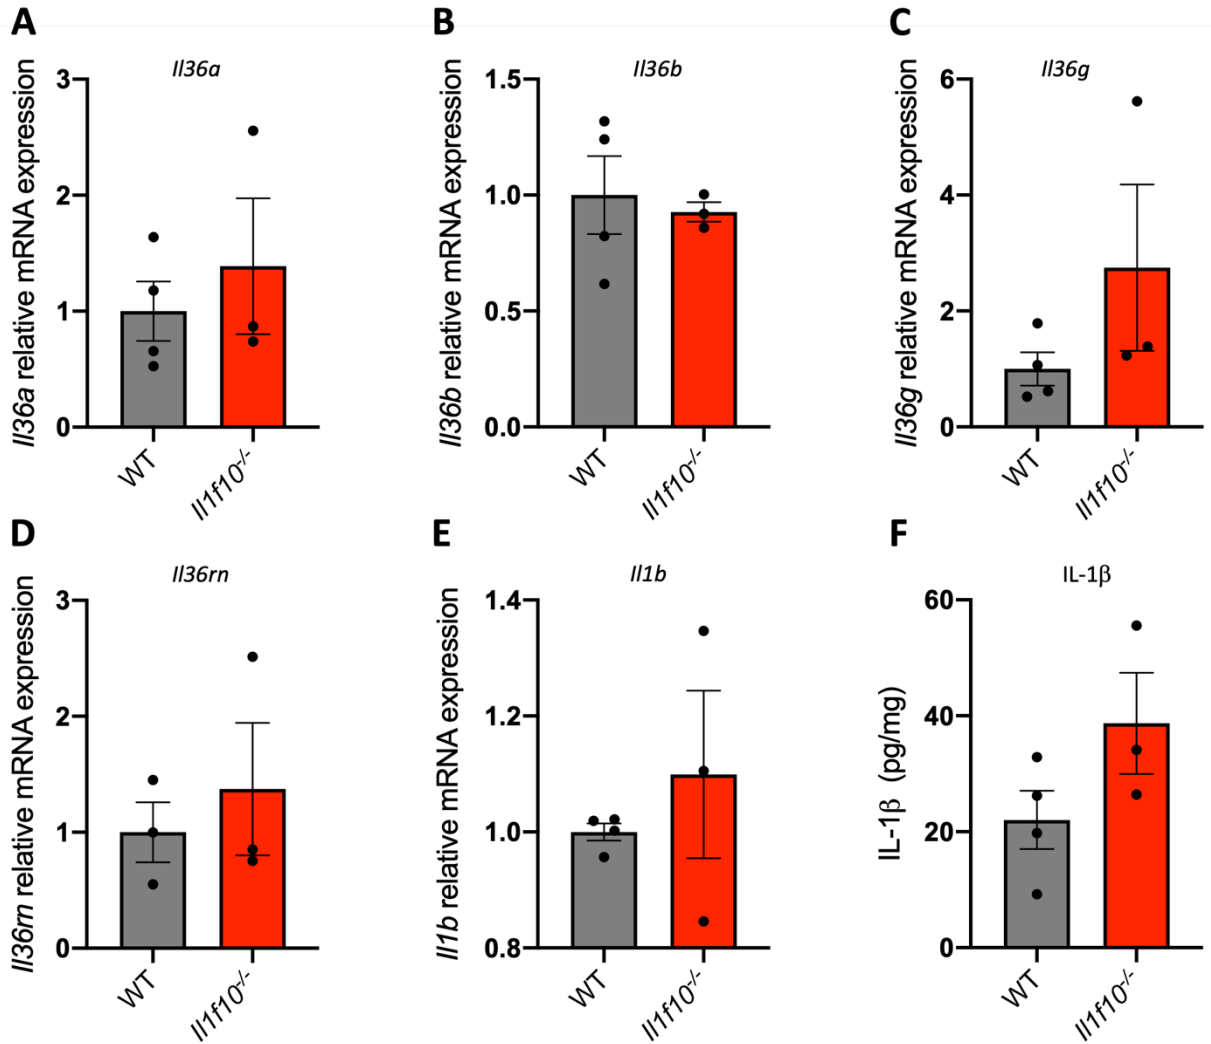 A
Il36a
Il36a relative mRNA expression
3
2
1
0
WT
Il1f10-/-
B
Il36b
Il36b relative mRNA expression
1.5
1.0
0.5
0.0
WT
Il1f10-/-
C
Il36g
Il36g relative mRNA expression
6
4
2
0
WT
Il1f10-/-
D
Il36rn
Il36rn relative mRNA expression
3
2
1
0
WT
Il1f10-/-
E
Il1b
Il1b relative mRNA expression
1.4
1.2
1.0
0.8
WT
Il1f10-/-
F
IL-1β
IL-1β (pg/mg)
60
40
20
0
WT
Il1f10-/-